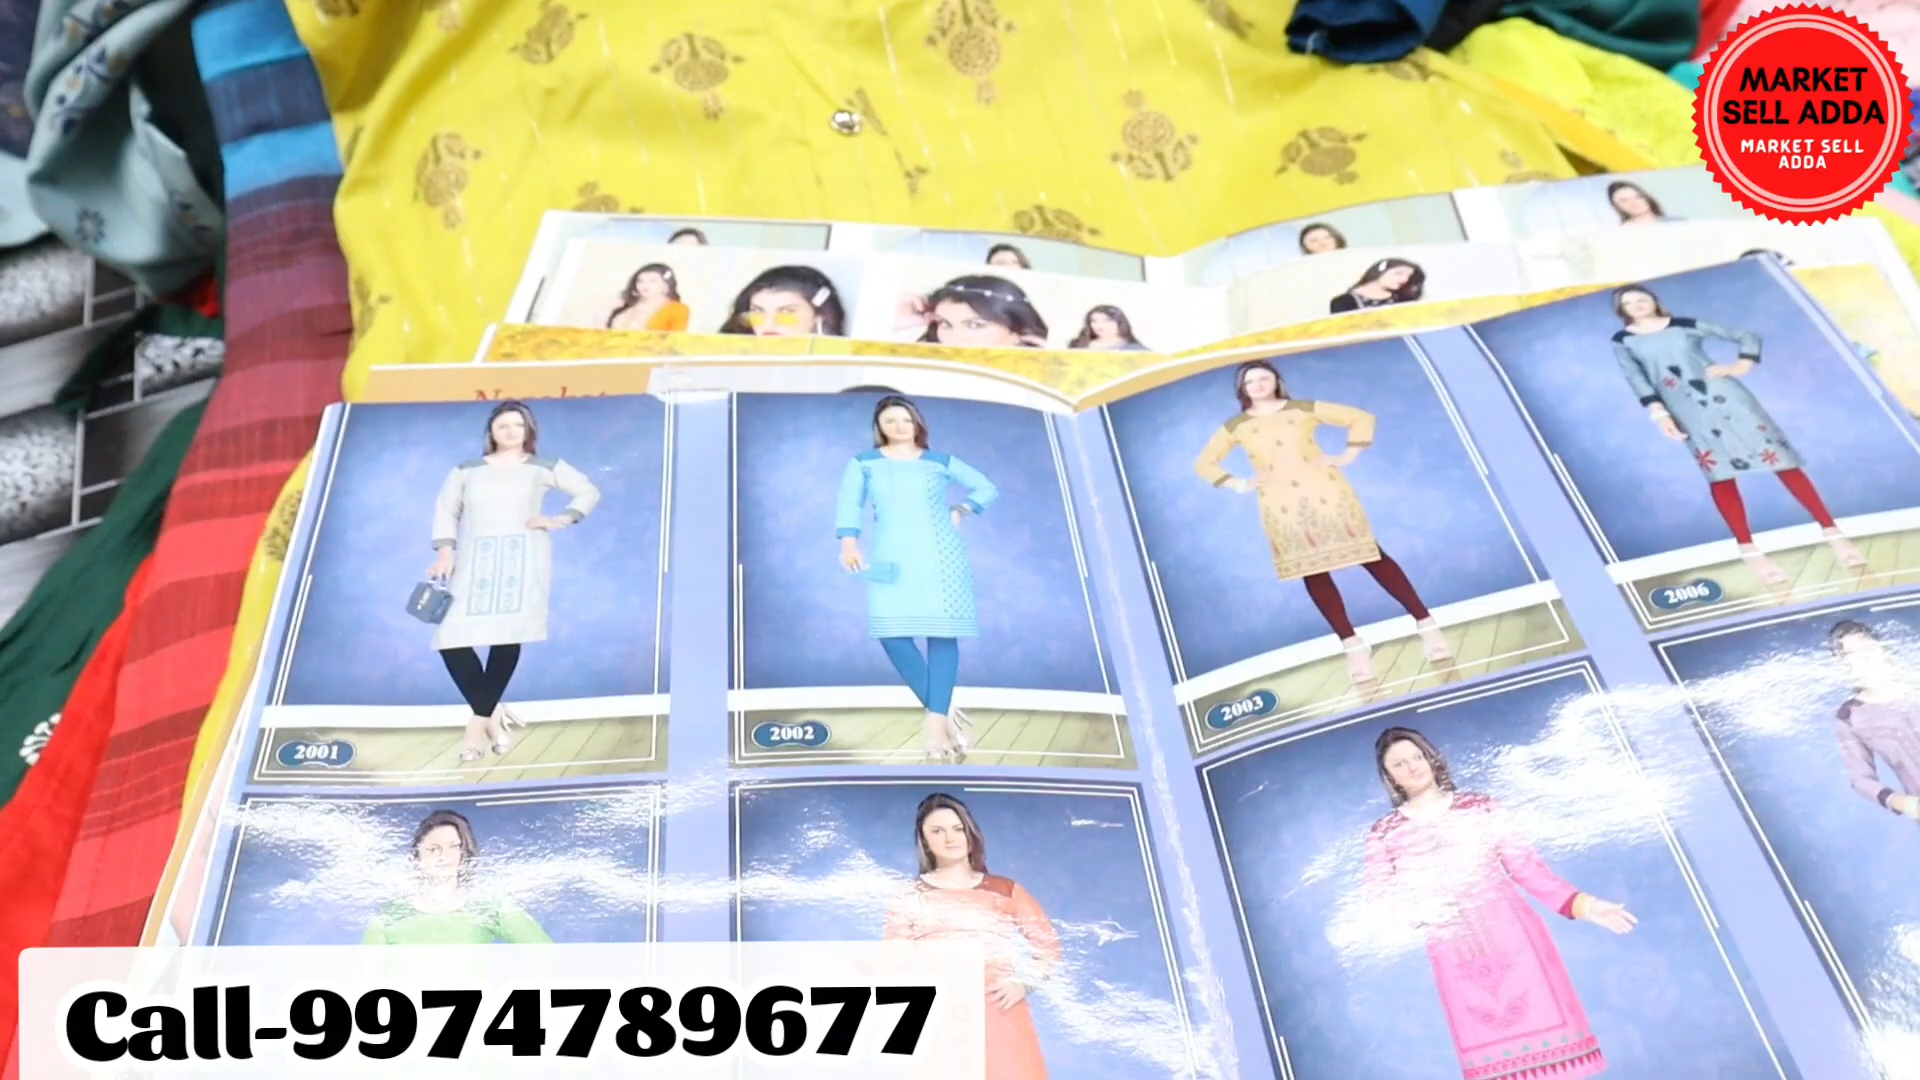 MARKET
SELL ADDA
MARKET SELL
ADDA
2001
2002
2003
2006
Call-9974789677